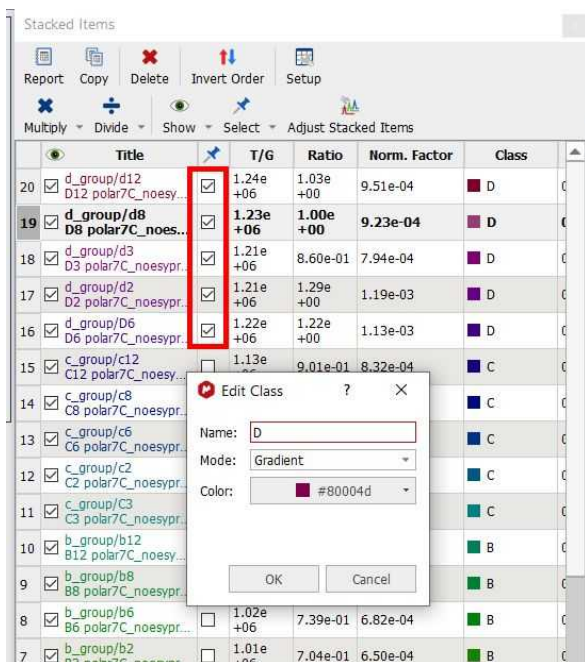 Stacked Items
Report Copy Delete Invert Order Setup
Multiply Divide Show Select Adjust Stacked Items
Title T/G Ratio Norm. Factor Class
20 d_group/d12 1.24e 1.03e 9.51e-04 D
D12 polar7C_noesy... +06 +00
19 d_group/d8 1.23e 1.00e 9.23e-04 D
D8 polar7C_noes... +06 +00
18 d_group/d3 1.21e 8.60e-01 7.94e-04 D
D3 polar7C_noesypr... +06
17 d_group/d2 1.21e 1.29e 1.19e-03 D
D2 polar7C_noesypr... +06 +00
16 d_group/D6 1.22e 1.22e 1.13e-03 D
D6 polar7C_noesypr... +06 +00
15 c_group/c12 1.13e 9.01e-01 8.32e-04 C
C12 polar7C_noesy...
14 c_group/c8 C
C8 polar7C_noesypr...
13 c_group/c6 C
C6 polar7C_noesypr...
12 c_group/c2 C
C2 polar7C_noesypr...
11 c_group/C3 C
C3 polar7C_noesypr...
10 b_group/b12 B
B12 polar7C_noesy...
9 b_group/b8 B
B8 polar7C_noesypr...
8 b_group/b6 1.02e 7.39e-01 6.82e-04 B
B6 polar7C_noesypr... +06
7 b_group/b2 1.01e 7.04e-01 6.50e-04 B
Edit Class ? X
Name: D
Mode: Gradient
Color: #80004d
OK Cancel